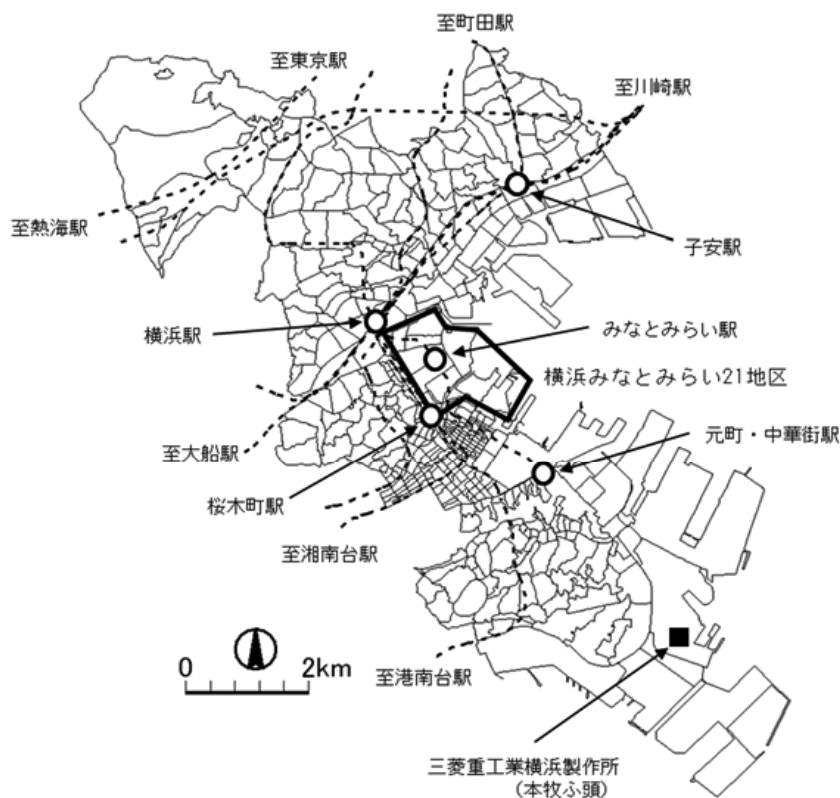 至町田駅
至東京駅
至川崎駅
至熱海駅
子安駅
横浜駅
みなとみらい駅
横浜みなとみらい21地区
元町・中華街駅
至大船駅
桜木町駅
至湘南台駅
0 2km
至港南台駅
三菱重工業横浜製作所
(本牧ふ頭)